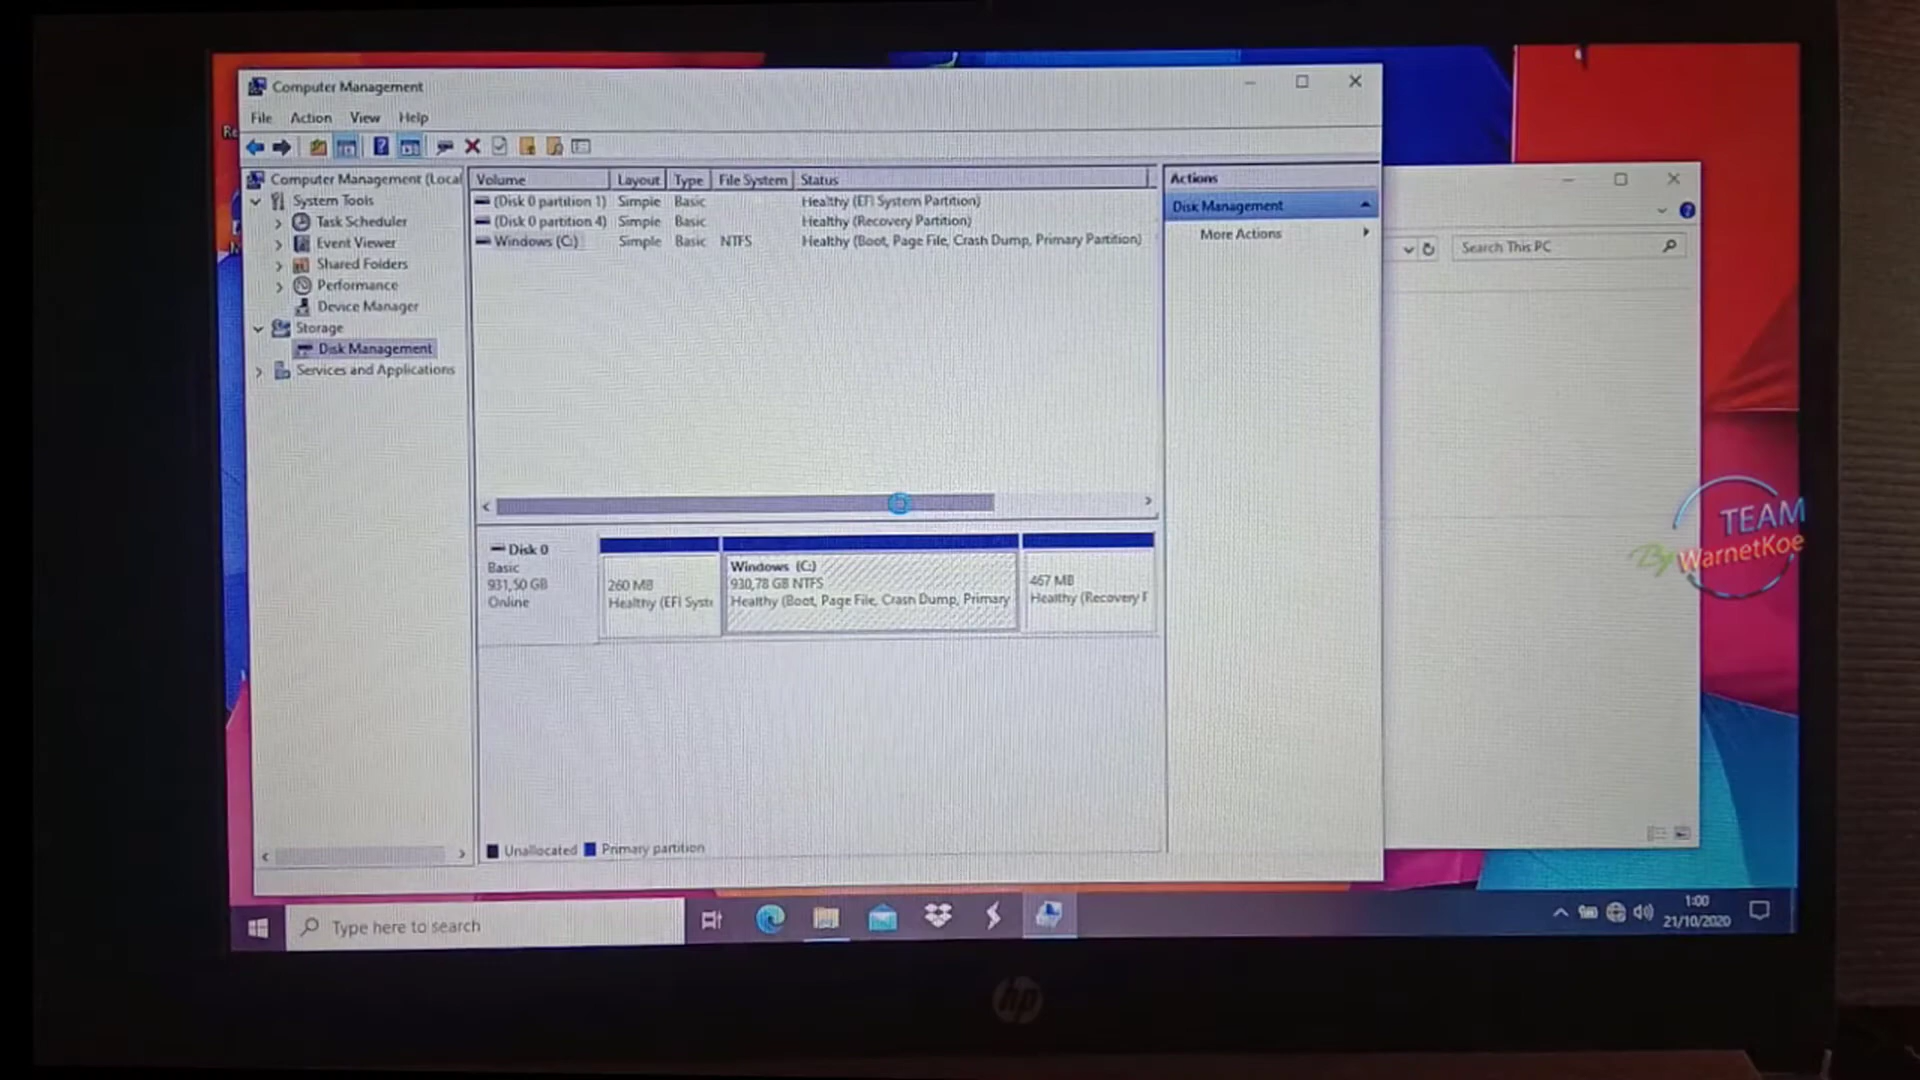 Computer Management
File Action View Help
Computer Management (Local
System Tools
Task Scheduler
Event Viewer
Shared Folders
Performance
Device Manager
Storage
Disk Management
Services and Applications
Volume Layout Type File System Status
(Disk 0 partition 1) Simple Basic Healthy (EFI System Partition)
(Disk 0 partition 4) Simple Basic Healthy (Recovery Partition)
Windows (C:) Simple Basic NTFS Healthy (Boot, Page File, Crash Dump, Primary Partition)
Disk 0
Basic
931,50 GB
Online
260 MB
Healthy (EFI Syste
Windows (C:)
930,78 GB NTFS
Healthy (Boot, Page File, Crash Dump, Primary
467 MB
Healthy (Recovery F
Unallocated Primary partition
Actions
Disk Management
More Actions
Search This PC
Re
TEAM
By WarnetKoe
Type here to search
1:00
21/10/2020
hp